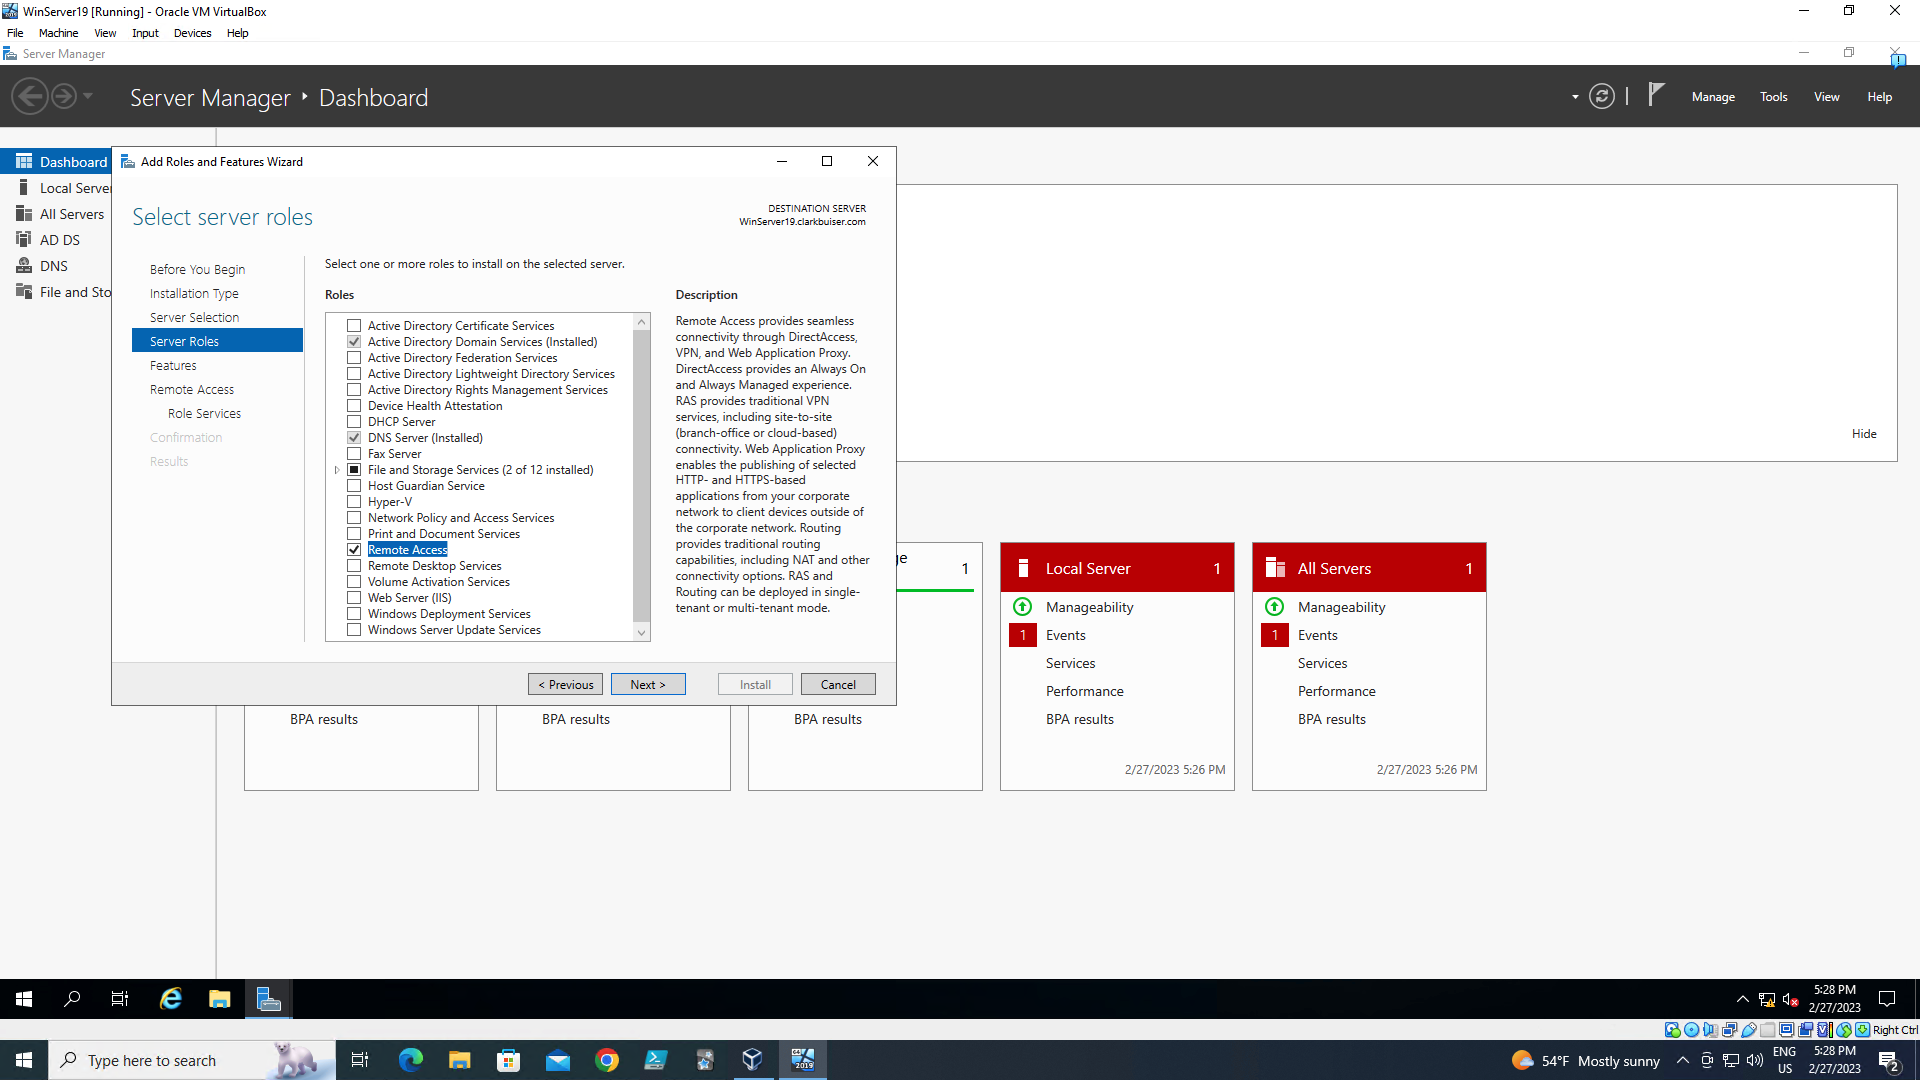 WinServer19 [Running] - Oracle VM VirtualBox
File Machine View Input Devices Help
Server Manager
Server Manager Dashboard
Manage Tools View Help
Dashboard
Local Server
All Servers
AD DS
DNS
File and Sto
Add Roles and Features Wizard
Select server roles
DESTINATION SERVER
WinServer19.clarkbuiser.com
Before You Begin
Installation Type
Server Selection
Server Roles
Features
Remote Access
Role Services
Confirmation
Results
Select one or more roles to install on the selected server.
Roles
Active Directory Certificate Services
Active Directory Domain Services (Installed)
Active Directory Federation Services
Active Directory Lightweight Directory Services
Active Directory Rights Management Services
Device Health Attestation
DHCP Server
DNS Server (Installed)
Fax Server
File and Storage Services (2 of 12 installed)
Host Guardian Service
Hyper-V
Network Policy and Access Services
Print and Document Services
Remote Access
Remote Desktop Services
Volume Activation Services
Web Server (IIS)
Windows Deployment Services
Windows Server Update Services
Description
Remote Access provides seamless
connectivity through DirectAccess,
VPN, and Web Application Proxy.
DirectAccess provides an Always On
and Always Managed experience.
RAS provides traditional VPN
services, including site-to-site
(branch-office or cloud-based)
connectivity. Web Application Proxy
enables the publishing of selected
HTTP- and HTTPS-based
applications from your corporate
network to client devices outside of
the corporate network. Routing
provides traditional routing
capabilities, including NAT and other
connectivity options. RAS and
Routing can be deployed in single-
tenant or multi-tenant mode.
< Previous Next > Install Cancel
Hide
BPA results
BPA results
ge 1
BPA results
Local Server 1
Manageability
1 Events
Services
Performance
BPA results
2/27/2023 5:26 PM
All Servers 1
Manageability
1 Events
Services
Performance
BPA results
2/27/2023 5:26 PM
5:28 PM
2/27/2023
Right Ctrl
Type here to search
2019
54°F Mostly sunny
ENG
US
5:28 PM
2/27/2023
2